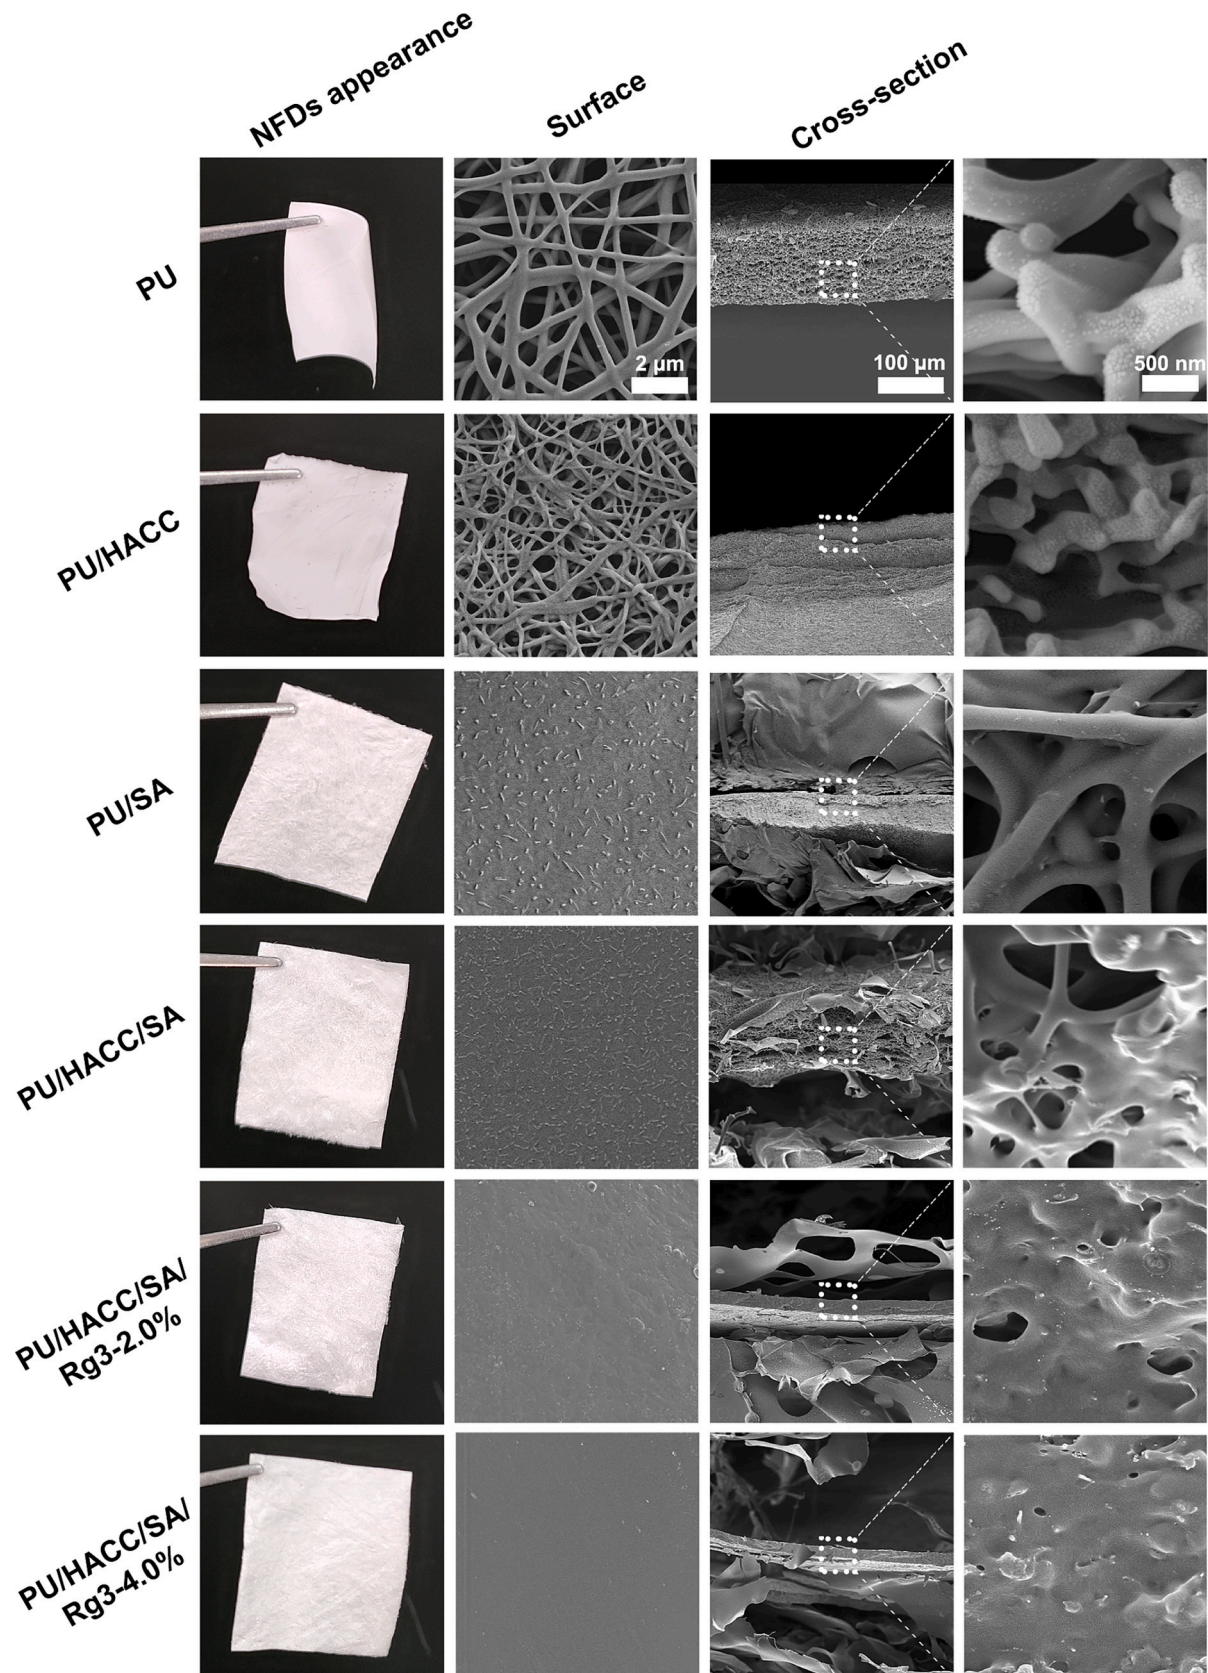 NFDs appearance
Surface
Cross-section
PU
2 μm
100 μm
500 nm
PU/HACC
PU/SA
PU/HACC/SA
PU/HACC/SA/
Rg3-2.0%
PU/HACC/SA/
Rg3-4.0%